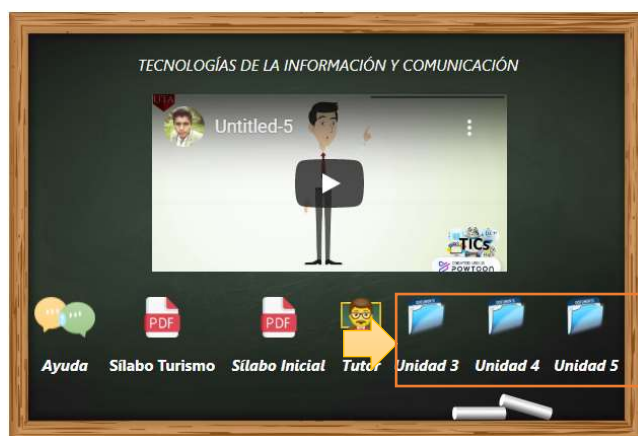 TECNOLOGÍAS DE LA INFORMACIÓN Y COMUNICACIÓN
UTA
Untitled-5
TICs
POWTOON
PDF
PDF
Ayuda
Sílabo Turismo
Sílabo Inicial
Tutor
Unidad 3
Unidad 4
Unidad 5